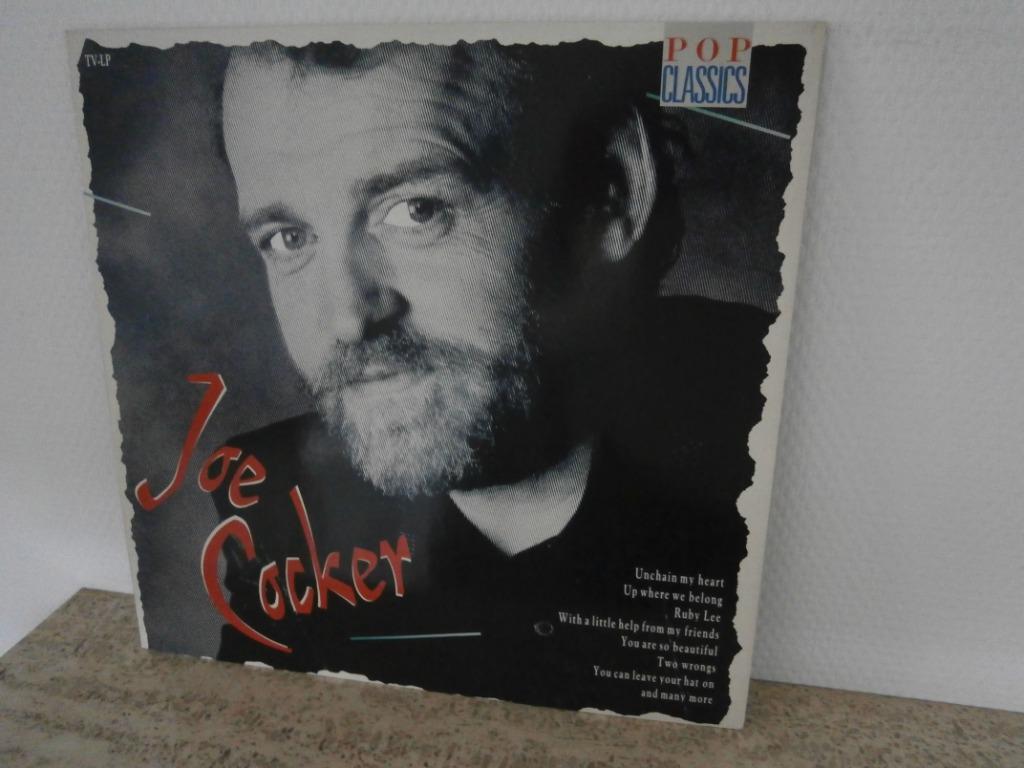 TV-LP
POP
CLASSICS
Joe
Cocker
Unchain my heart
Up where we belong
Ruby Lee
With a little help from my friends
You are so beautiful
Two wrongs
You can leave your hat on
and many more